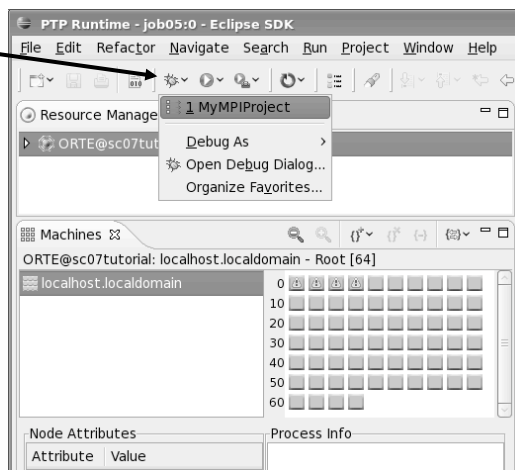 PTP Runtime - job05:0 - Eclipse SDK
File Edit Refactor Navigate Search Run Project Window Help
Resource Manage
1 MyMPIProject
ORTE@sc07tut
Debug As
Open Debug Dialog...
Organize Favorites...
Machines
ORTE@sc07tutorial: localhost.localdomain - Root [64]
localhost.localdomain
0
10
20
30
40
50
60
Node Attributes
Process Info
Attribute Value